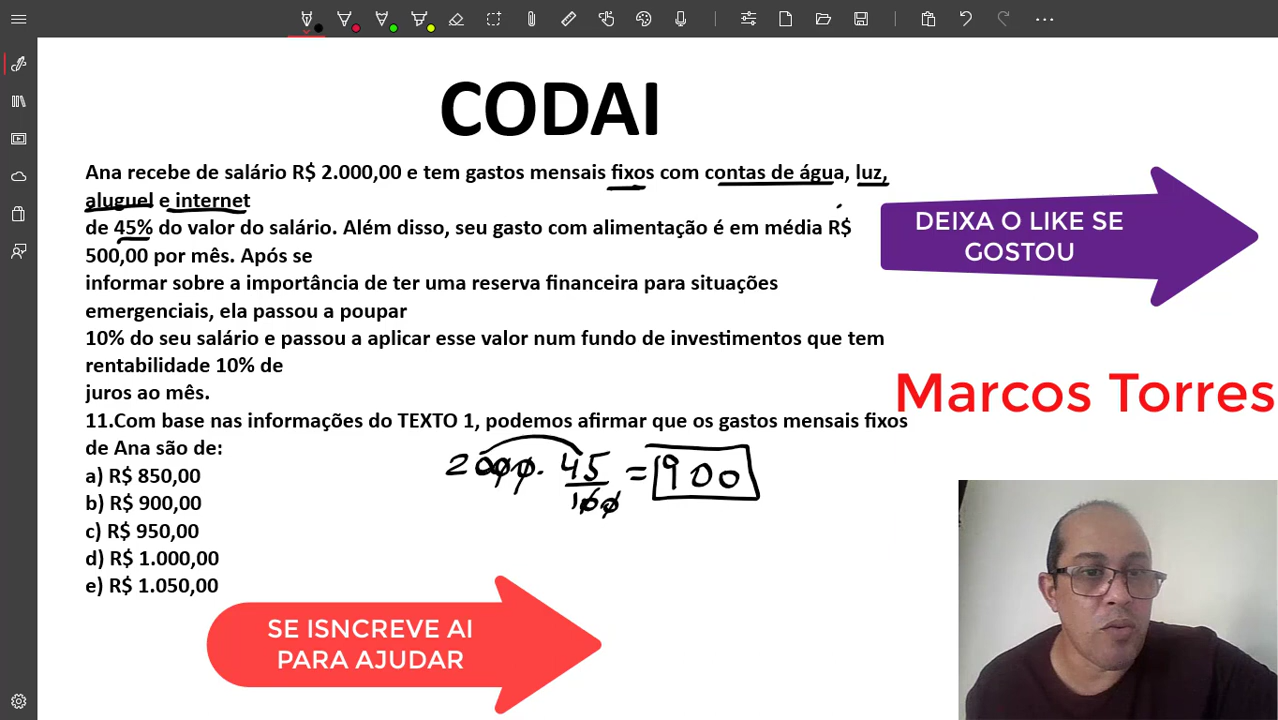 CODAI
Ana recebe de salário R$ 2.000,00 e tem gastos mensais fixos com contas de água, luz,
aluguel e internet
de 45% do valor do salário. Além disso, seu gasto com alimentação é em média R$
500,00 por mês. Após se
informar sobre a importância de ter uma reserva financeira para situações
emergenciais, ela passou a poupar
10% do seu salário e passou a aplicar esse valor num fundo de investimentos que tem
rentabilidade 10% de
juros ao mês.
11.Com base nas informações do TEXTO 1, podemos afirmar que os gastos mensais fixos
de Ana são de:
a) R$ 850,00
b) R$ 900,00
c) R$ 950,00
d) R$ 1.000,00
e) R$ 1.050,00
2000. 45 = 900
100
DEIXA O LIKE SE
GOSTOU
Marcos Torres
SE ISNCREVE AI
PARA AJUDAR